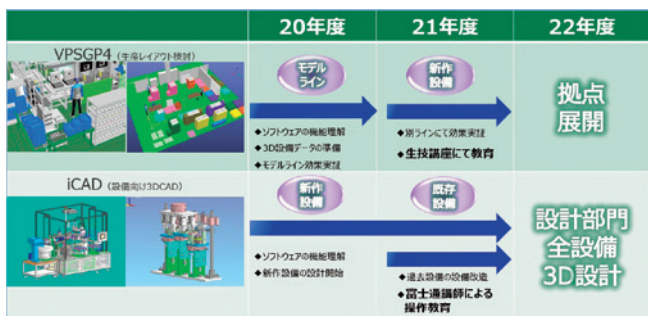 20年度
21年度
22年度
VPSGP4 (生産レイアウト検討)
モデル
ライン
新作
設備
◆ソフトウェアの機能理解
◆3D設備データの準備
◆モデルライン効果実証
◆別ラインにて効果実証
◆生技講座にて教育
拠点
展開
iCAD (設備向け3DCAD)
新作
設備
既存
設備
◆ソフトウェアの機能理解
◆新作設備の設計開始
◆過去設備の設備改造
◆富士通講師による
操作教育
設計部門
全設備
3D設計